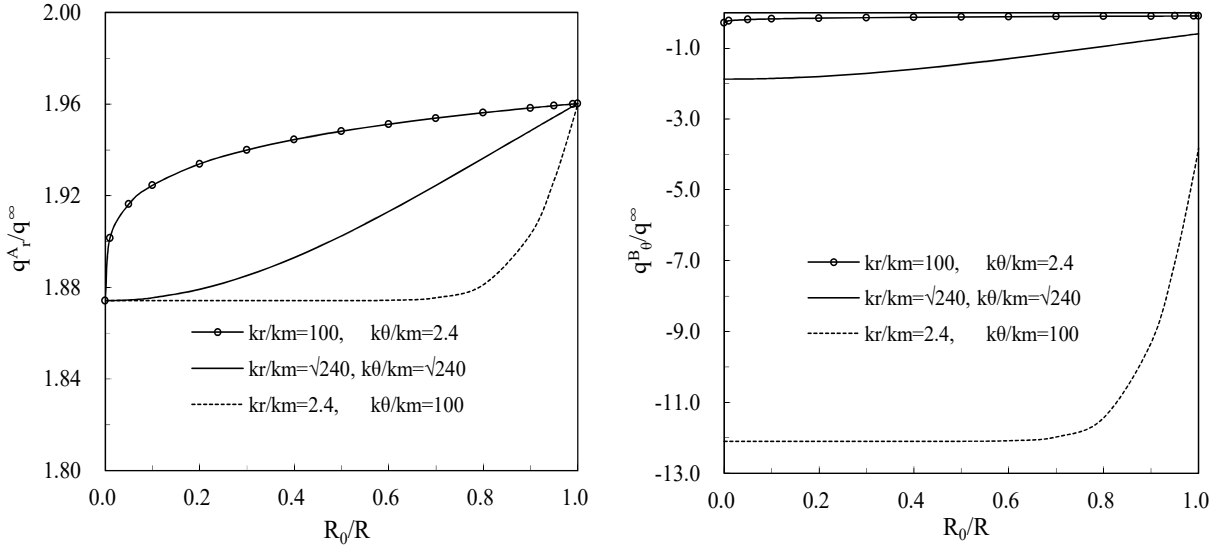 2.00
1.96
1.92
1.88
1.84
1.80
q^A_r/q^∞
kr/km=100, kθ/km=2.4
kr/km=√240, kθ/km=√240
kr/km=2.4, kθ/km=100
0.0 0.2 0.4 0.6 0.8 1.0
R₀/R
-1.0
-3.0
-5.0
-7.0
-9.0
-11.0
-13.0
q^B_θ/q^∞
kr/km=100, kθ/km=2.4
kr/km=√240, kθ/km=√240
kr/km=2.4, kθ/km=100
0.0 0.2 0.4 0.6 0.8 1.0
R₀/R